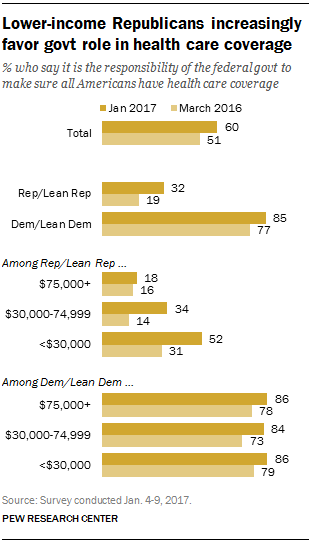 Lower-income Republicans increasingly
favor govt role in health care coverage
% who say it is the responsibility of the federal govt to
make sure all Americans have health care coverage
Jan 2017 March 2016
Total 60
51
Rep/Lean Rep 32
19
Dem/Lean Dem 85
77
Among Rep/Lean Rep ...
$75,000+ 18
16
$30,000-74,999 34
14
<$30,000 52
31
Among Dem/Lean Dem ...
$75,000+ 86
78
$30,000-74,999 84
73
<$30,000 86
79
Source: Survey conducted Jan. 4-9, 2017.
PEW RESEARCH CENTER